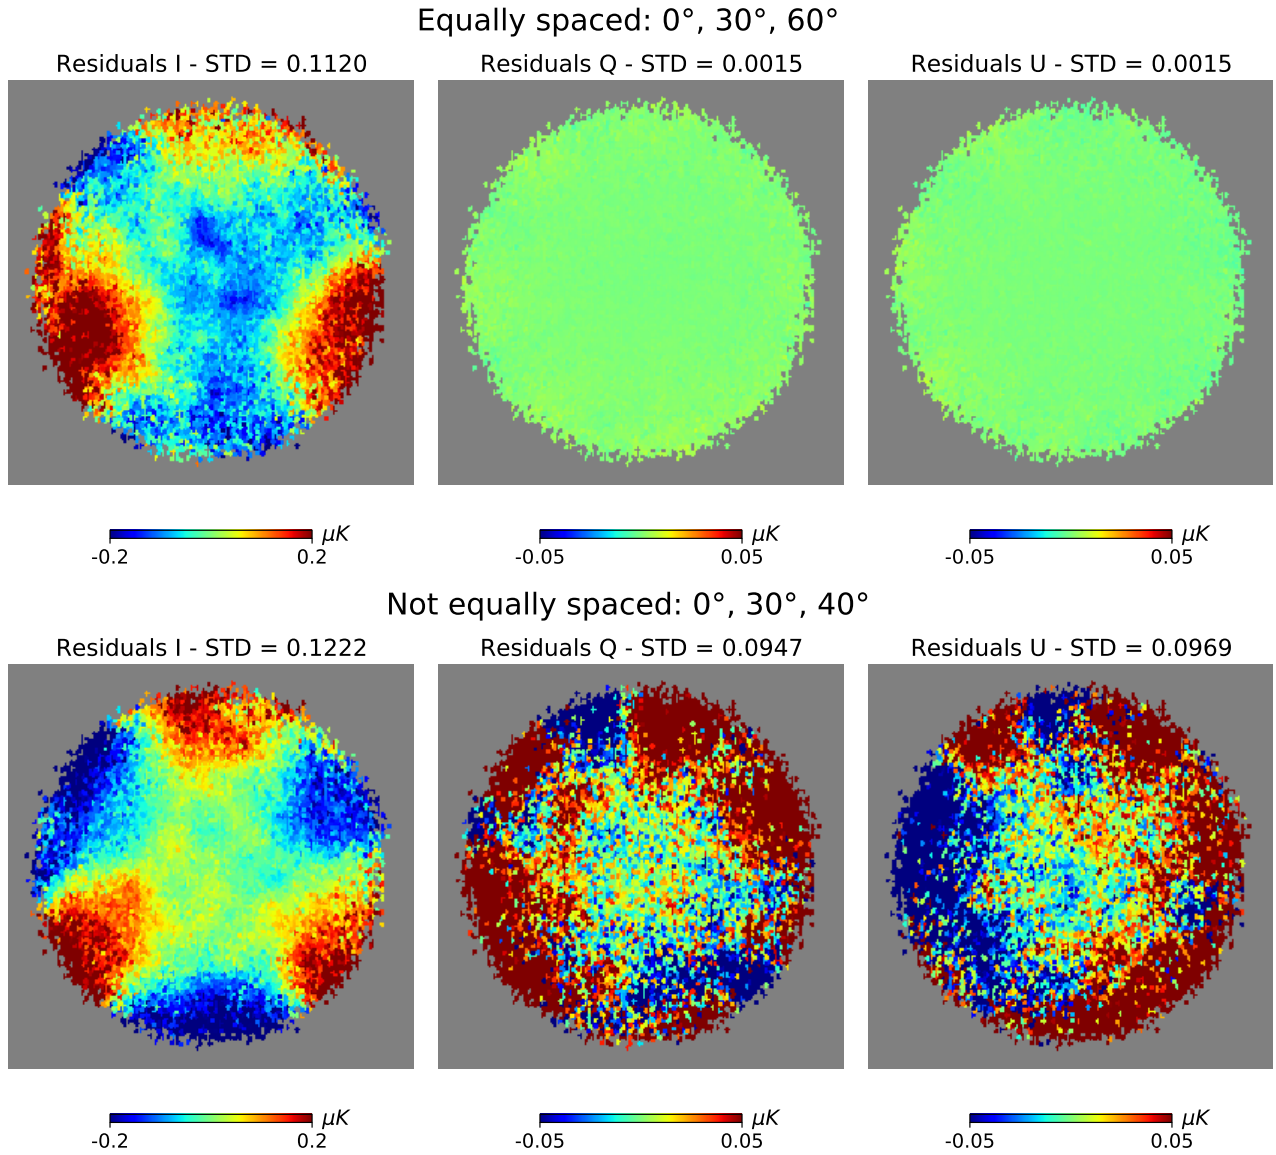 Equally spaced: 0°, 30°, 60°
Residuals I - STD = 0.1120
Residuals Q - STD = 0.0015
Residuals U - STD = 0.0015
-0.2 0.2 μK
-0.05 0.05 μK
-0.05 0.05 μK
Not equally spaced: 0°, 30°, 40°
Residuals I - STD = 0.1222
Residuals Q - STD = 0.0947
Residuals U - STD = 0.0969
-0.2 0.2 μK
-0.05 0.05 μK
-0.05 0.05 μK